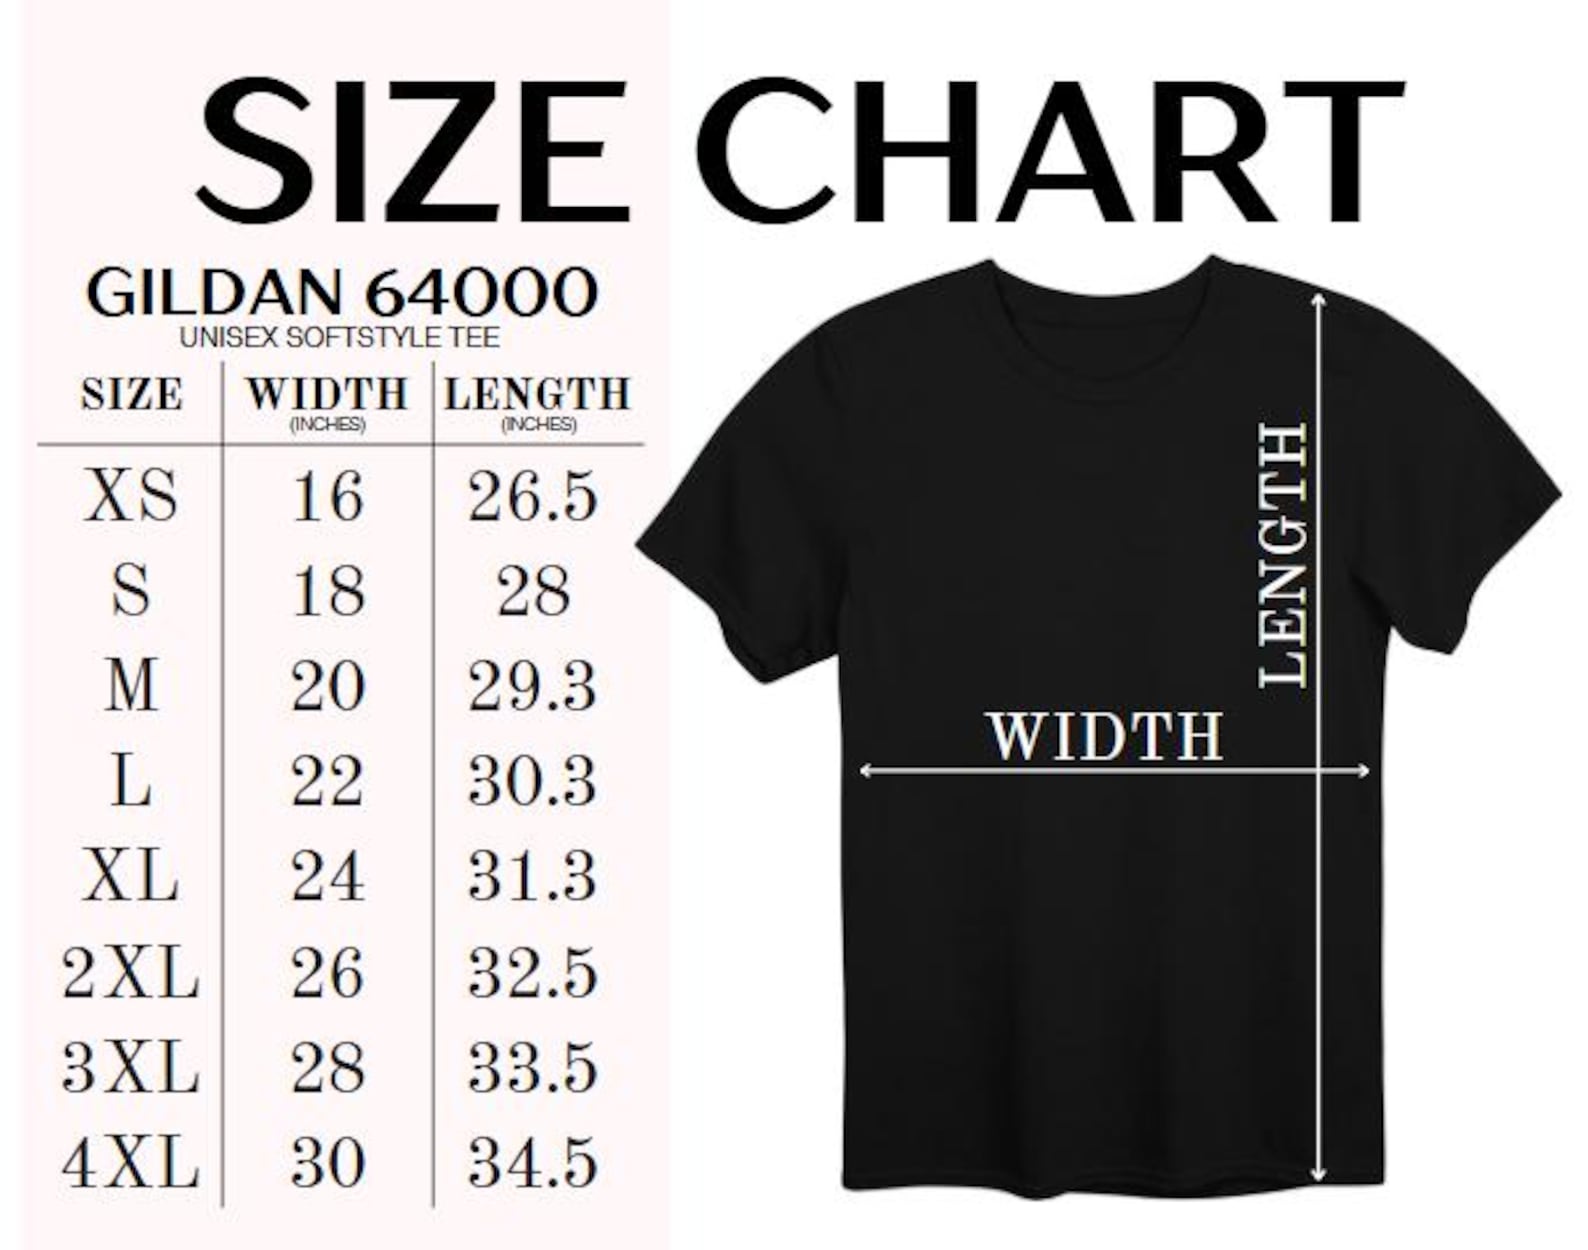 SIZE CHART
GILDAN 64000
UNISEX SOFTSTYLE TEE
SIZE WIDTH LENGTH
(INCHES) (INCHES)
XS 16 26.5
S 18 28
M 20 29.3
L 22 30.3
XL 24 31.3
2XL 26 32.5
3XL 28 33.5
4XL 30 34.5
LENGTH
WIDTH